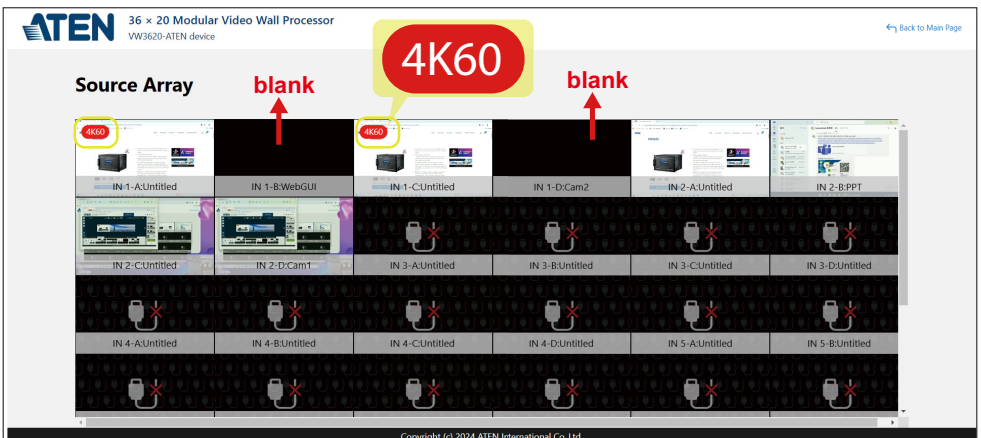 ATEN
36 × 20 Modular Video Wall Processor
VW3620-ATEN device
Back to Main Page
4K60
Source Array
blank
blank
4K60
4K60
IN 1-A:Untitled
IN 1-B:WebGUI
IN 1-C:Untitled
IN 1-D:Cam2
IN 2-A:Untitled
IN 2-B:PPT
IN 2-C:Untitled
IN 2-D:Cam1
IN 3-A:Untitled
IN 3-B:Untitled
IN 3-C:Untitled
IN 3-D:Untitled
IN 4-A:Untitled
IN 4-B:Untitled
IN 4-C:Untitled
IN 4-D:Untitled
IN 5-A:Untitled
IN 5-B:Untitled
Copyright (c) 2024 ATEN International Co. Ltd.